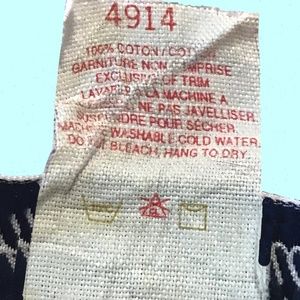 4914
100% COTON/COTTON
GARNITURE NON COMPRISE
EXCLUSIVE OF TRIM
LAVABLE A LA MACHINE A
NE PAS JAVELLISER.
SUSPENDRE POUR SÉCHER.
MACHINE WASHABLE COLD WATER.
DO NOT BLEACH, HANG TO DRY.